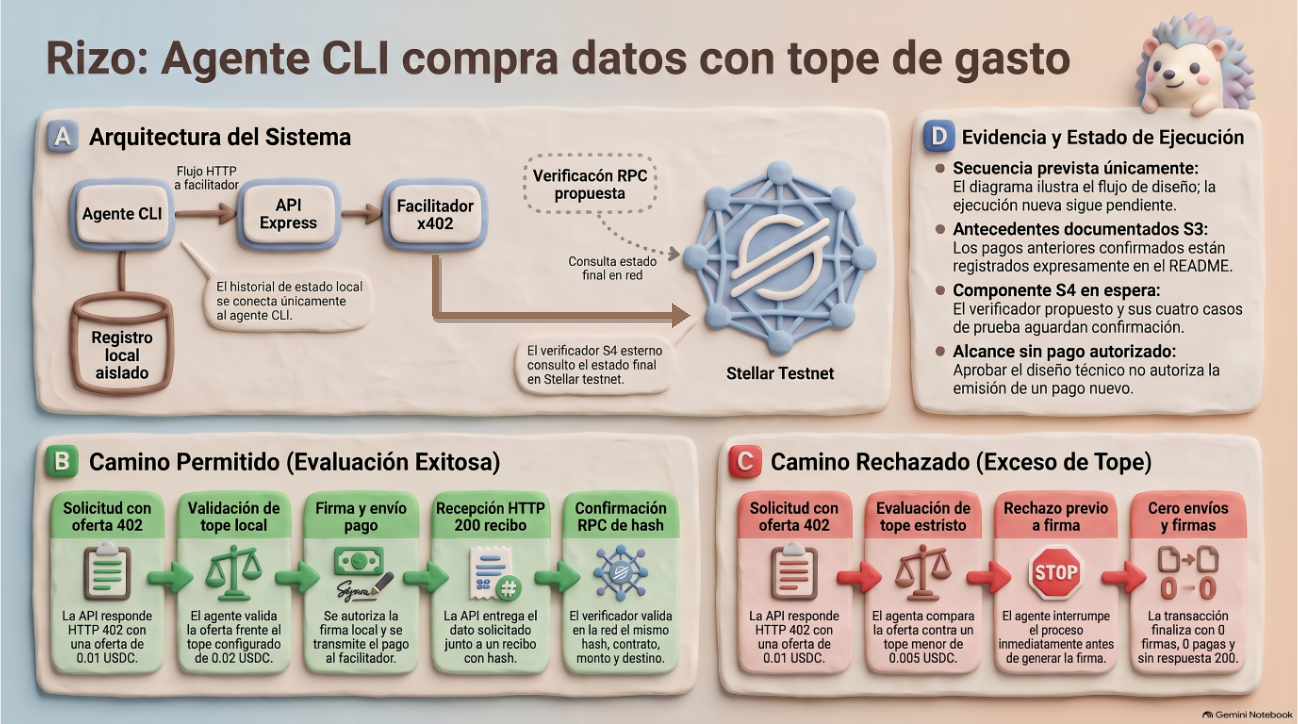 Rizo: Agente CLI compra datos con tope de gasto
A
Arquitectura del Sistema
Flujo HTTP
a facilitador
Agente CLI
API
Express
Facilitador
x402
Verificacón RPC
propuesta
Consulta estado
final en red
El historial de estado local
se conecta únicamente
al agente CLI.
Registro
local
aislado
El verificador S4 esterno
consulto el estado final
en Stellar testnet.
Stellar Testnet
D
Evidencia y Estado de Ejecución
Secuencia prevista únicamente:
El diagrama ilustra el flujo de diseño; la
ejecución nueva sigue pendiente.
Antecedentes documentados S3:
Los pagos anteriores confirmados están
registrados expresamente en el README.
Componente S4 en espera:
El verificador propuesto y sus cuatro casos
de prueba aguardan confirmación.
Alcance sin pago autorizado:
Aprobar el diseño técnico no autoriza la
emisión de un pago nuevo.
B
Camino Permitido (Evaluación Exitosa)
Solicitud con
oferta 402
La API responde
HTTP 402 con
una oferta de
0.01 USDC.
Validación de
tope local
El agente valida
la oferta frente el
tope configurado
de 0.02 USDC.
Firma y envío
pago
Se autoriza la
firma local y se
transmite el pago
al facilitador.
Recepción HTTP
200 recibo
#
La API entrega el
dato solicitado
junto a un recibo
con hash.
Confirmación
RPC de hash
El verificador valida
en la red el mismo
hash, contrato,
monto y destino.
C
Camino Rechazado (Exceso de Tope)
Solicitud con
oferta 402
La API responde
HTTP 402 con
una oferta de
0.01 USDC.
Evaluación de
tope estrísto
El agenta compara
la oferta contra un
tope menor de
0.005 USDC.
Rechazo previo
a firma
STOP
El agente interrumpe
el proceso
inmediatamente antes
de generar la firma.
Cero envíos
y firmas
0 → 0
La transacción
finaliza con 0
firmas, 0 pagas y
sin respuesta 200.
Gemini Notebook